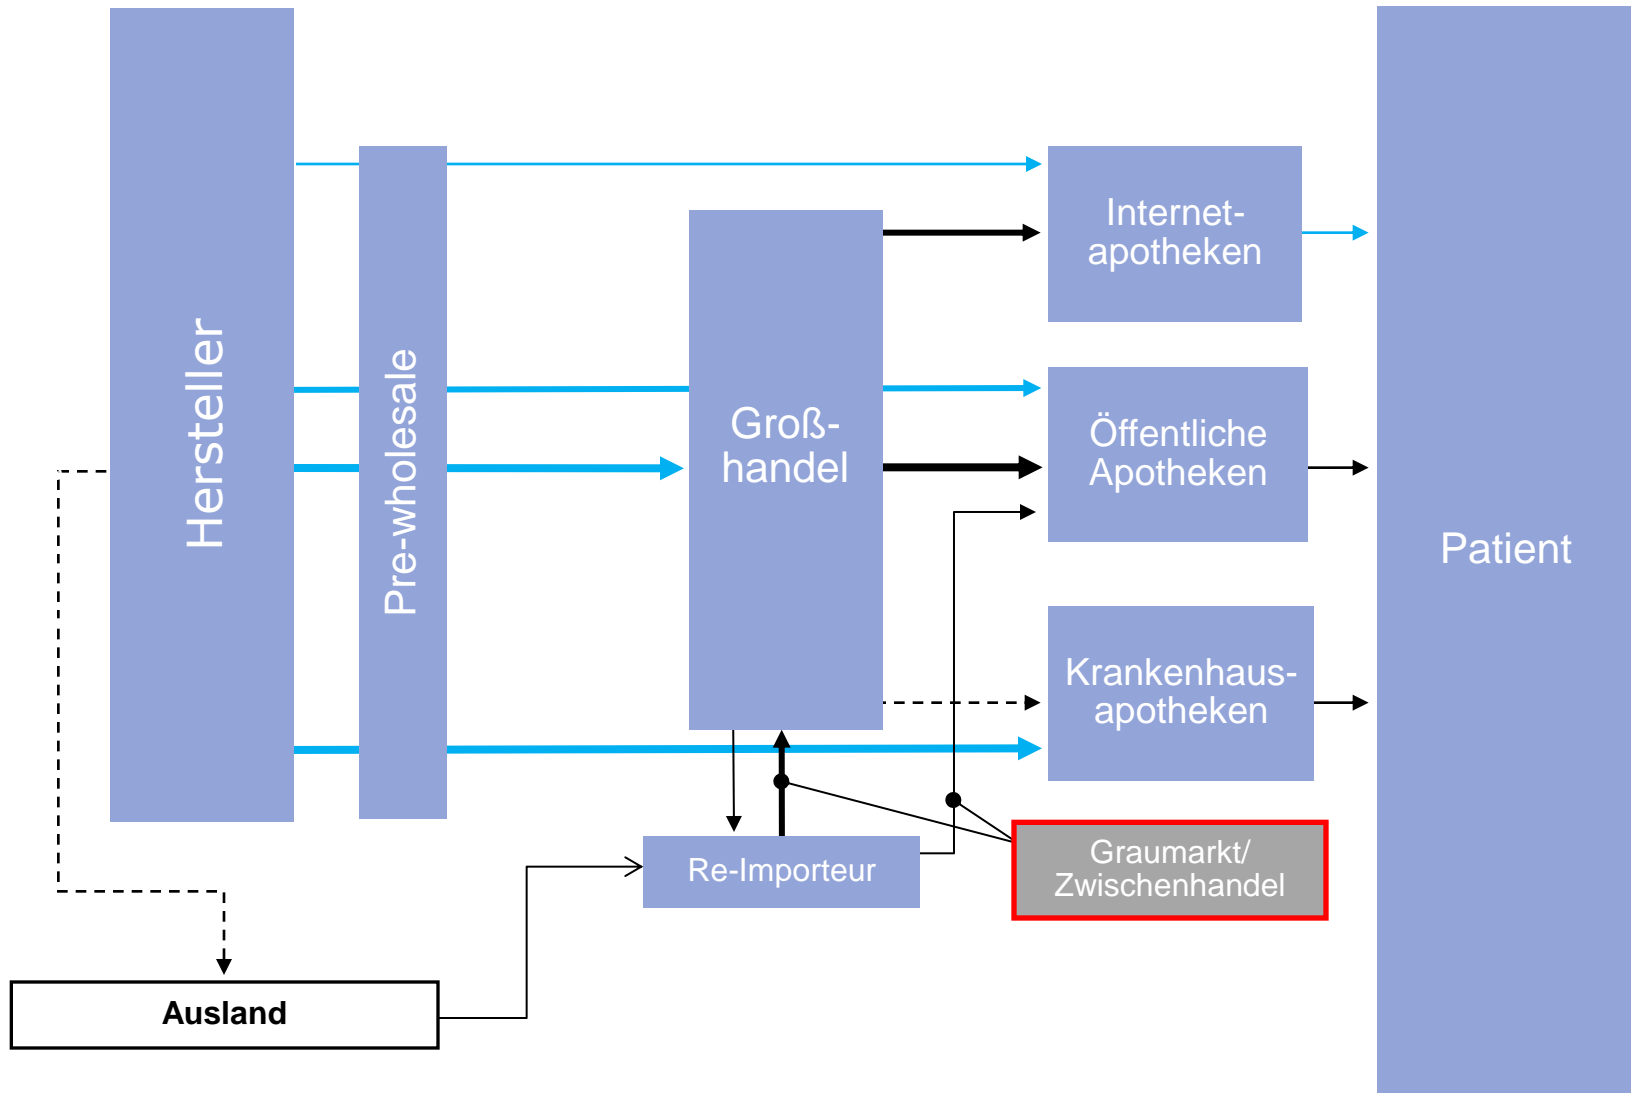 Hersteller
Pre-wholesale
Groß-
handel
Internet-
apotheken
Öffentliche
Apotheken
Krankenhaus-
apotheken
Patient
Re-Importeur
Graumarkt/
Zwischenhandel
Ausland